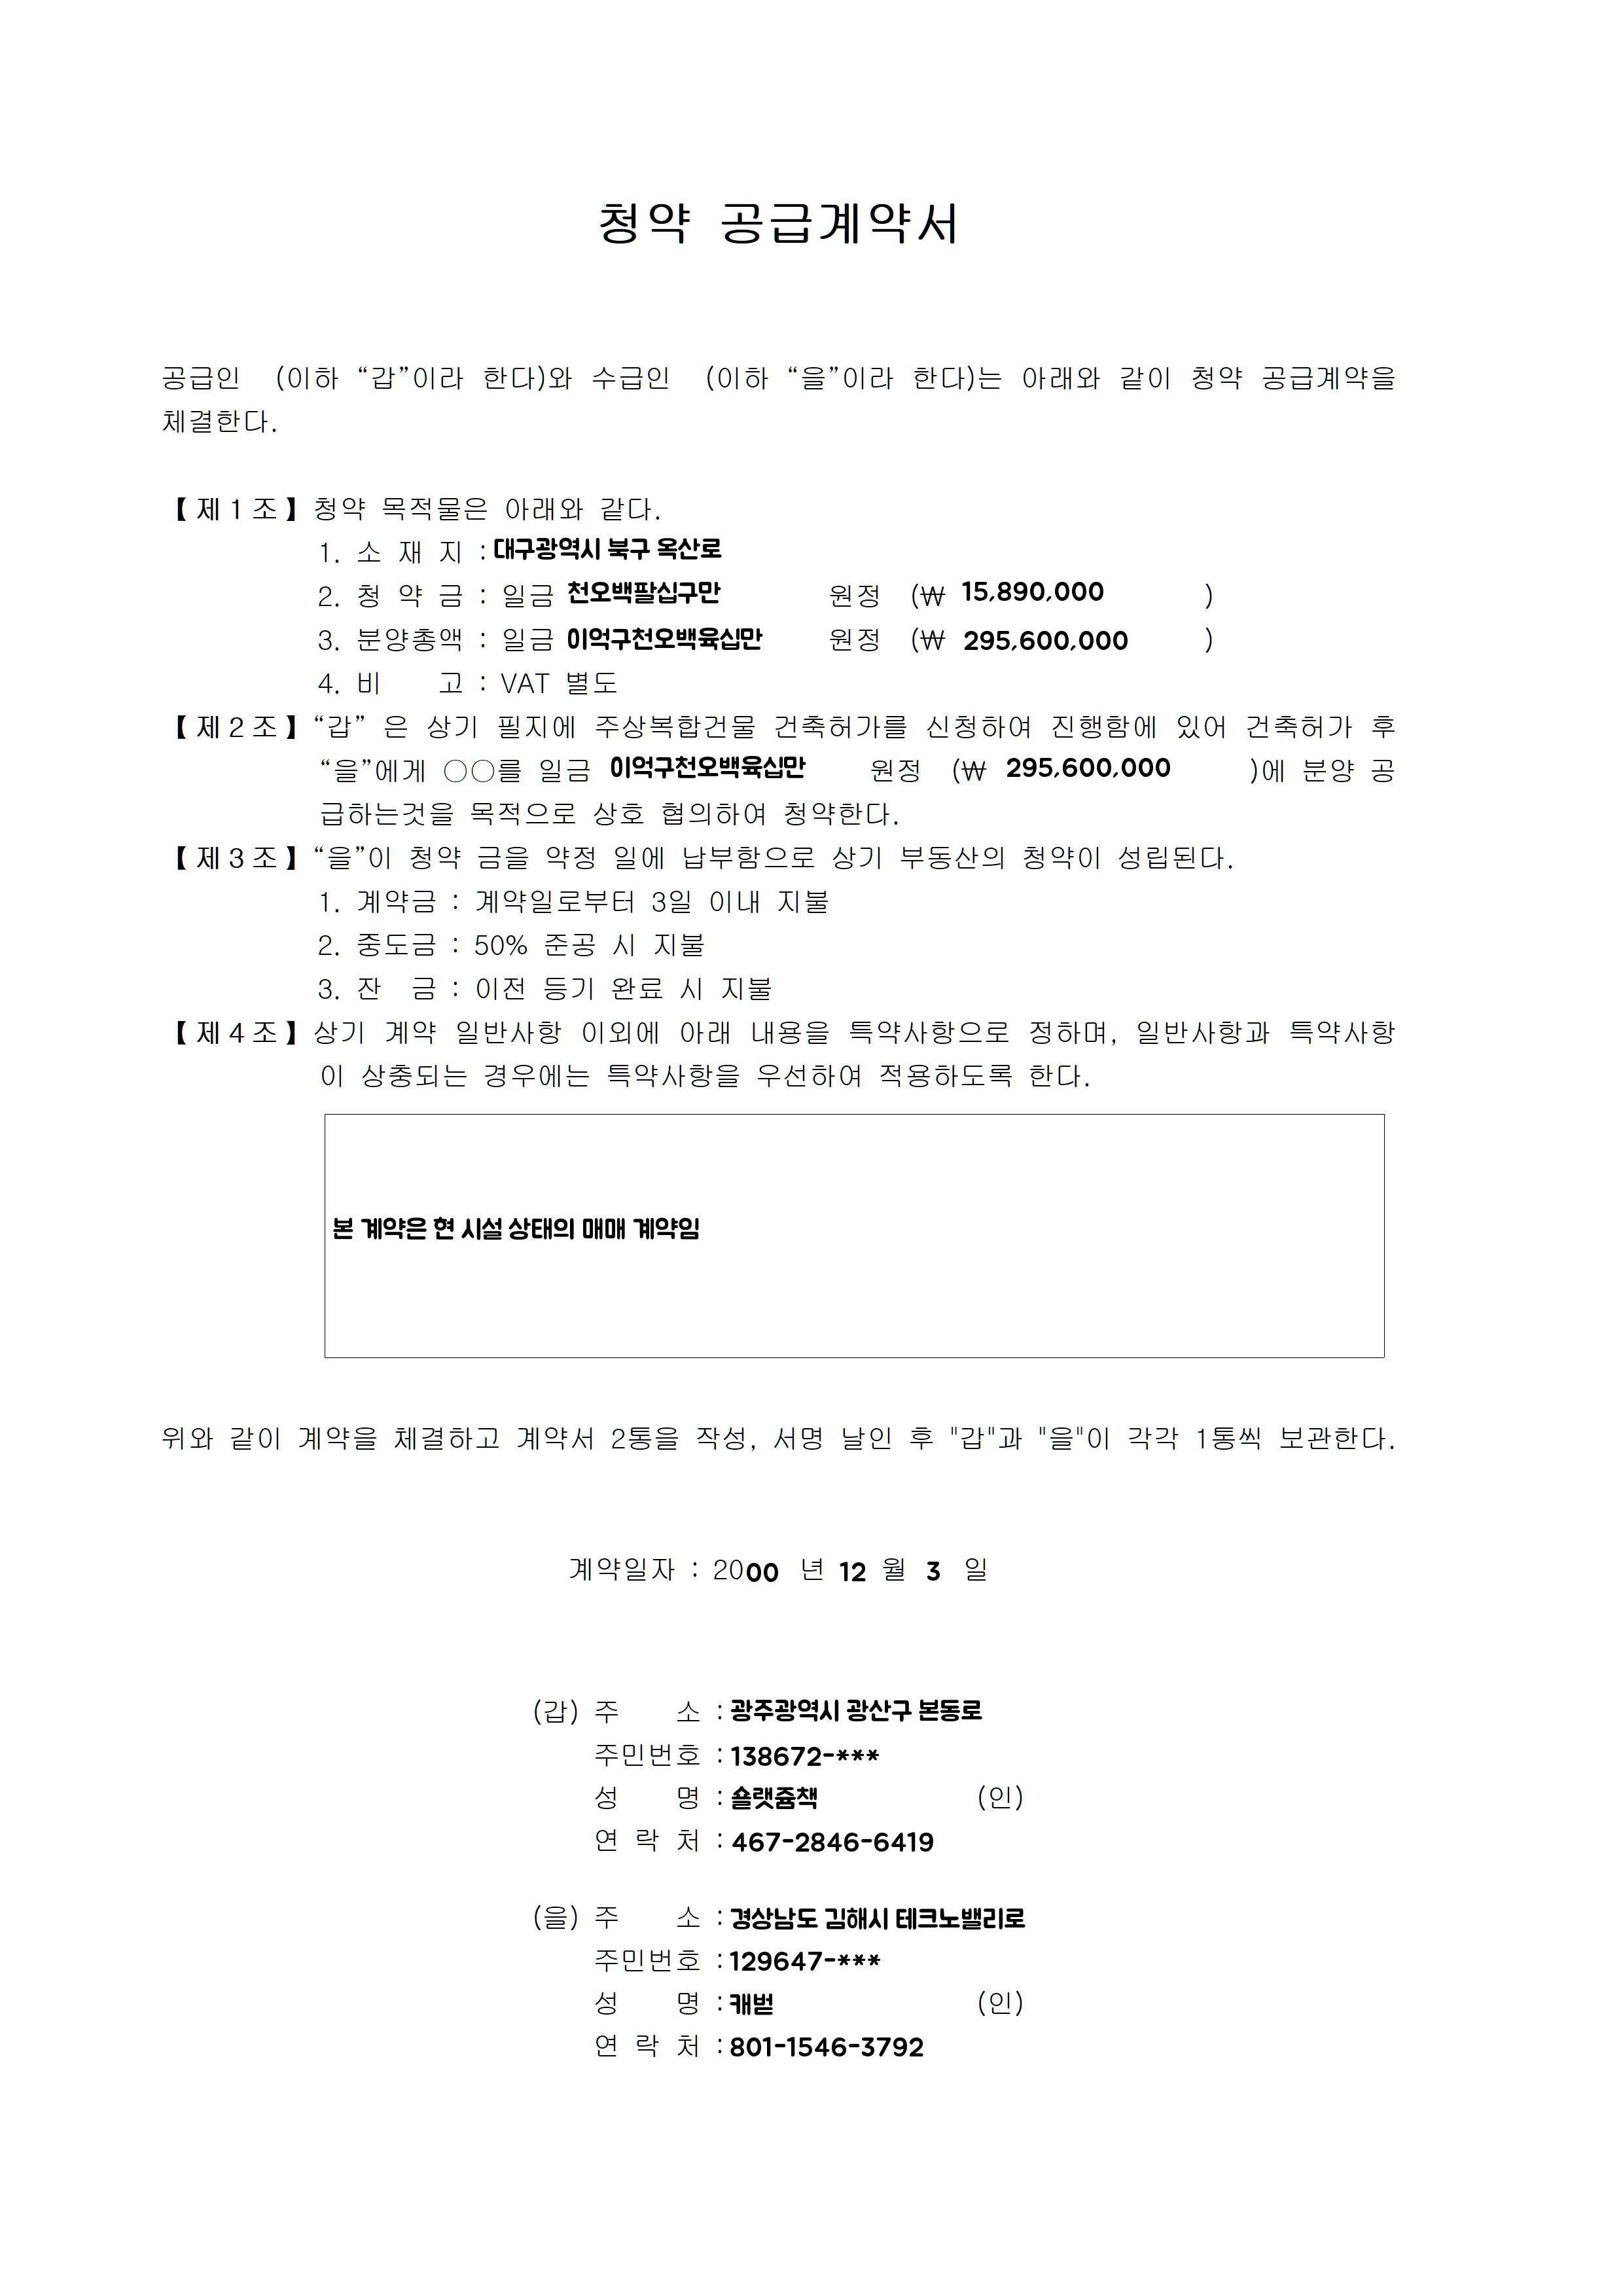 청약 공급계약서
공급인 (이하 “갑”이라 한다)와 수급인 (이하 “을”이라 한다)는 아래와 같이 청약 공급계약을
체결한다.
【제1조】청약 목적물은 아래와 같다.
1. 소 재 지 : 대구광역시 북구 옥산로
2. 청 약 금 : 일금 천오백팔십구만 원정 (₩ 15,890,000 )
3. 분양총액 : 일금 이억구천오백육십만 원정 (₩ 295,600,000 )
4. 비 고 : VAT 별도
【제2조】“갑” 은 상기 필지에 주상복합건물 건축허가를 신청하여 진행함에 있어 건축허가 후
“을”에게 ○○를 일금 이억구천오백육십만 원정 (₩ 295,600,000 )에 분양 공
급하는것을 목적으로 상호 협의하여 청약한다.
【제3조】“을”이 청약 금을 약정 일에 납부함으로 상기 부동산의 청약이 성립된다.
1. 계약금 : 계약일로부터 3일 이내 지불
2. 중도금 : 50% 준공 시 지불
3. 잔 금 : 이전 등기 완료 시 지불
【제4조】상기 계약 일반사항 이외에 아래 내용을 특약사항으로 정하며, 일반사항과 특약사항
이 상충되는 경우에는 특약사항을 우선하여 적용하도록 한다.
본 계약은 현 시설 상태의 매매 계약임
위와 같이 계약을 체결하고 계약서 2통을 작성, 서명 날인 후 "갑"과 "을"이 각각 1통씩 보관한다.
계약일자 : 2000 년 12 월 3 일
(갑) 주 소 : 광주광역시 광산구 본동로
주민번호 : 138672-***
성 명 : 숄랫줌책 (인)
연 락 처 : 467-2846-6419
(을) 주 소 : 경상남도 김해시 테크노밸리로
주민번호 : 129647-***
성 명 : 캐벌 (인)
연 락 처 : 801-1546-3792